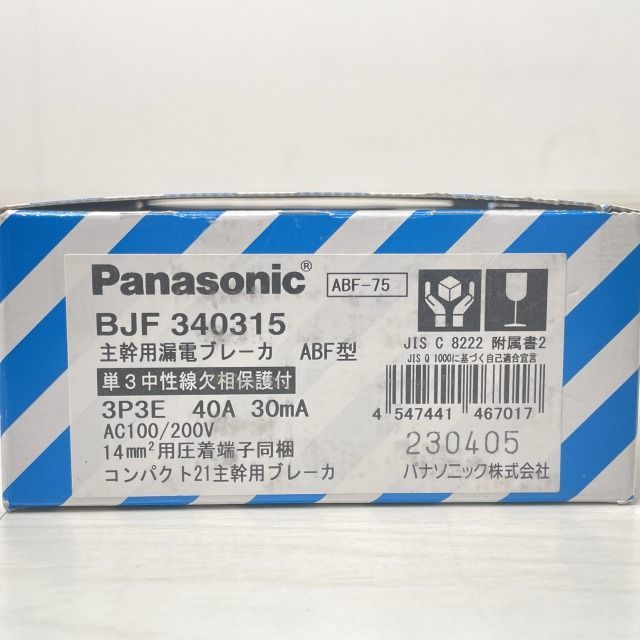 Panasonic®
ABF-75
BJF 340315
主幹用漏電ブレーカ ABF型
単3中性線欠相保護付
3P3E 40A 30mA
AC100/200V
14mm²用圧着端子同梱
コンパクト21主幹用ブレーカ
JIS C 8222 附属書2
JIS Q 1000に基づく自己適合宣言
4 547441 467017
230405
パナソニック株式会社